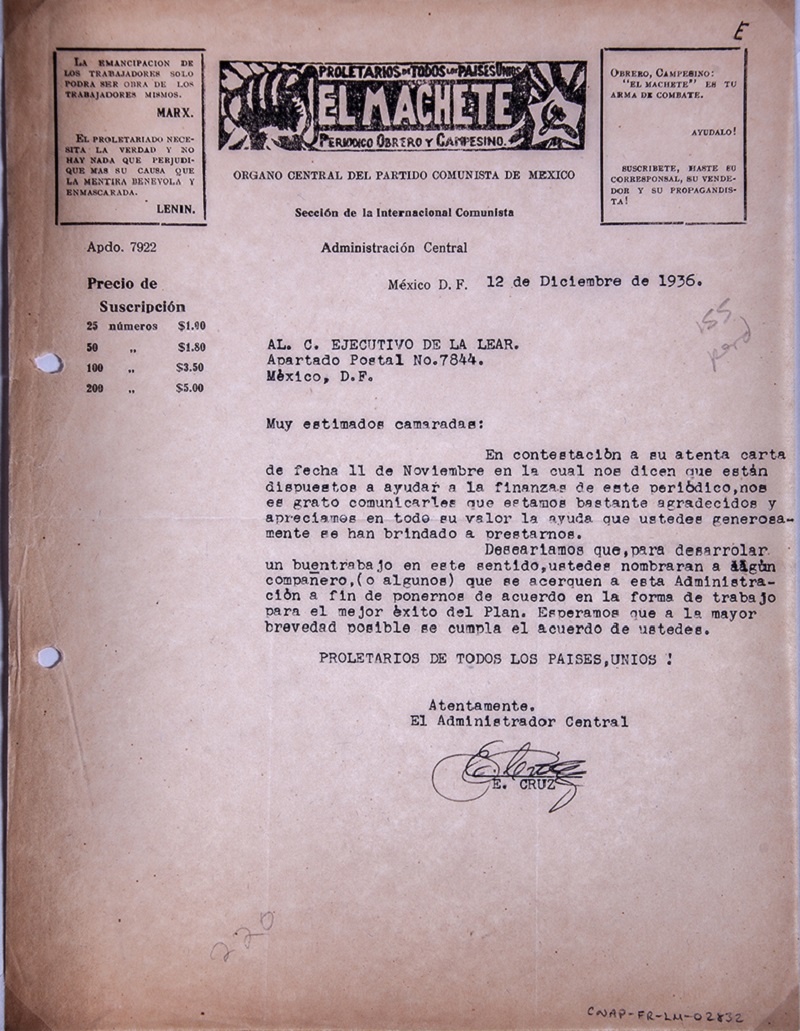 E
LA EMANCIPACION DE
LOS TRABAJADORES SOLO
PODRA SER OBRA DE LOS
TRABAJADORES MISMOS.
MARX.
EL PROLETARIADO NECE-
SITA LA VERDAD Y NO
HAY NADA QUE PERJUDI-
QUE MAS SU CAUSA QUE
LA MENTIRA BENEVOLA Y
ENMASCARADA.
LENIN.
PROLETARIOS DE TODOS LOS PAISES UNIOS
EL MACHETE
PERIODICO OBRERO Y CAMPESINO.
OBRERO, CAMPESINO:
"EL MACHETE" ES TU
ARMA DE COMBATE.
AYUDALO!
SUSCRIBETE, HASTE SU
CORRESPONSAL, SU VENDE-
DOR Y SU PROPAGANDIS-
TA!
ORGANO CENTRAL DEL PARTIDO COMUNISTA DE MEXICO
Sección de la Internacional Comunista
Apdo. 7922
Administración Central
México D. F. 12 de Diciembre de 1936.
Precio de
Suscripción
25 números $1.00
50 „ $1.80
100 „ $3.50
200 „ $5.00
AL. C. EJECUTIVO DE LA LEAR.
Apartado Postal No.7844.
Mèxico, D.F.
Muy estimados camaradas:
En contestaciòn a su atenta carta
de fecha 11 de Noviembre en la cual nos dicen que estàn
dispuestos a ayudar a la finanzas de este periòdico,nos
es grato comunicarles que estamos bastante agradecidos y
apreciamos en todo su valor la ayuda que ustedes generosa-
mente se han brindado a prestarnos.
Deseariamos que,para desarrolar
un buentrabajo en este sentido,ustedes nombraran a algùn
compañero,(o algunos) que se acerquen a esta Administra-
ciòn a fin de ponernos de acuerdo en la forma de trabajo
para el mejor èxito del Plan. Esperamos que a la mayor
brevedad posible se cumpla el acuerdo de ustedes.
PROLETARIOS DE TODOS LOS PAISES,UNIOS !
Atentamente.
El Administrador Central
E. CRUZ
220
CNAP-FR-LM-02832